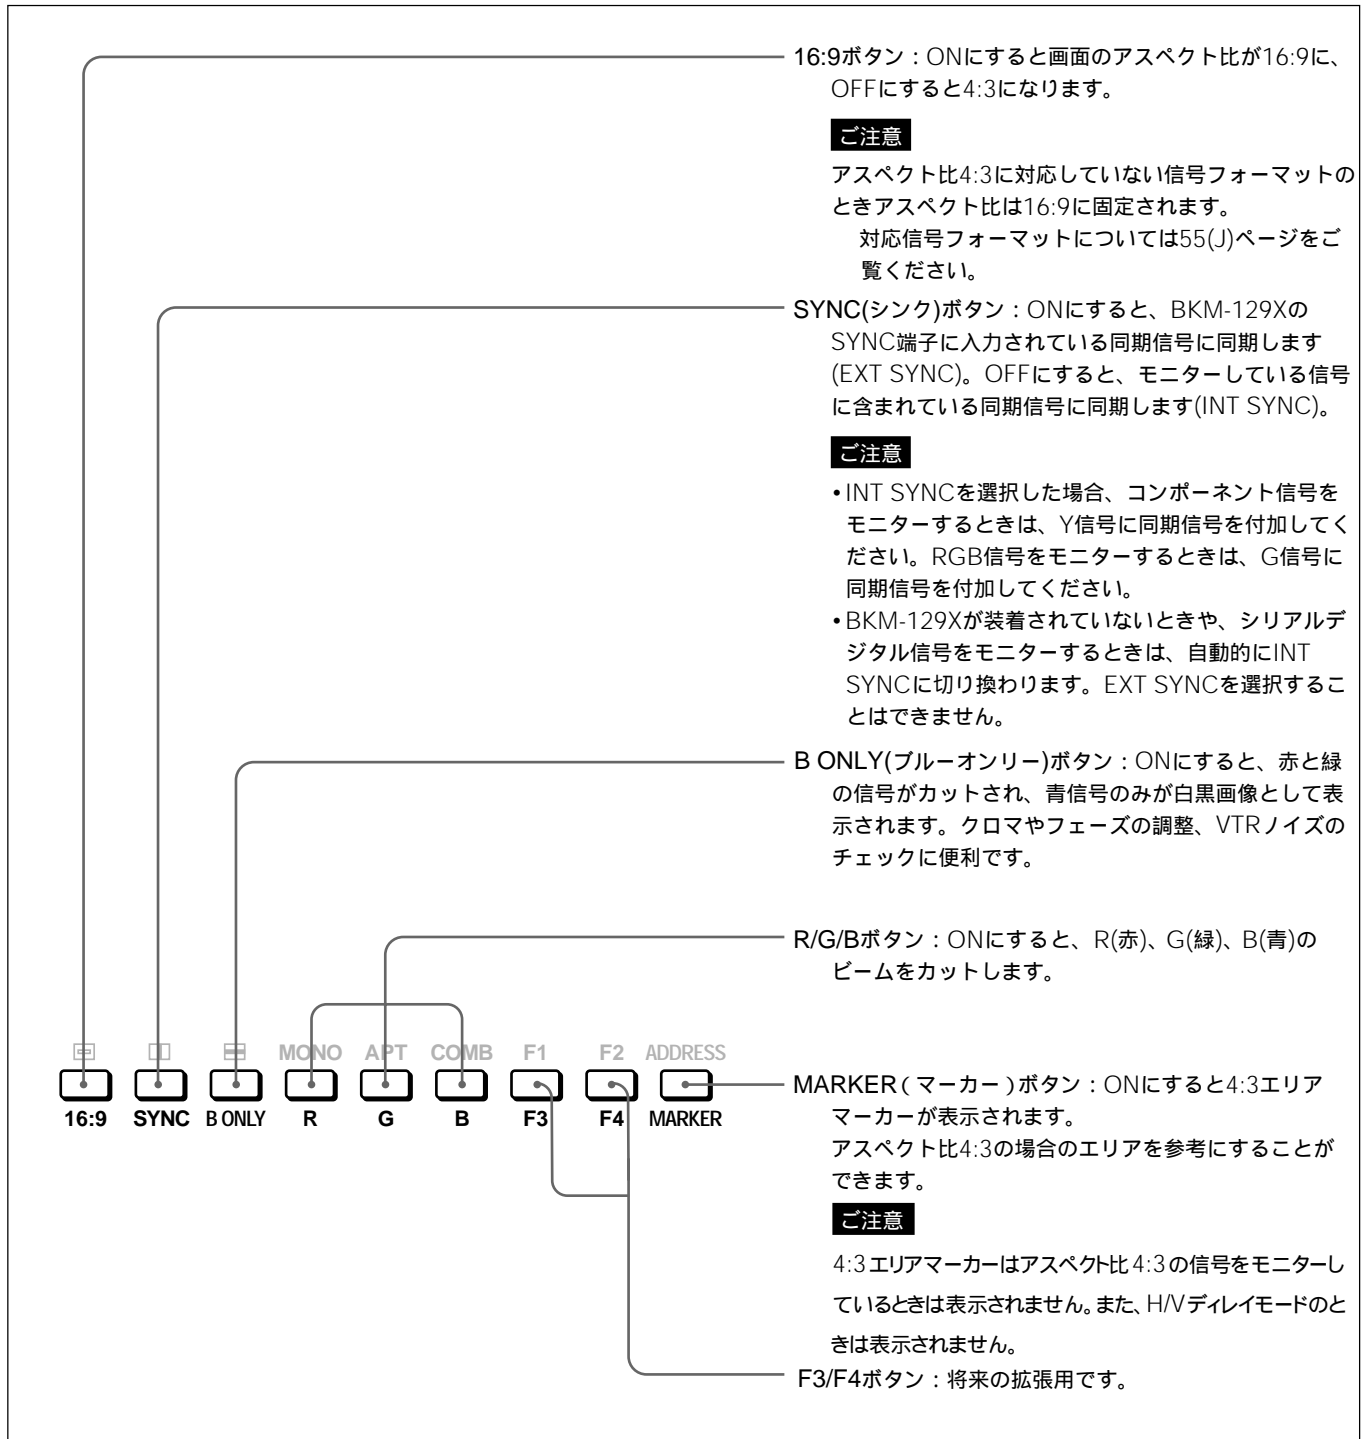 16:9ボタン：ONにすると画面のアスペクト比が16:9に、
OFFにすると4:3になります。
ご注意
アスペクト比4:3に対応していない信号フォーマットの
ときアスペクト比は16:9に固定されます。
対応信号フォーマットについては55(J)ページをご
覧ください。
SYNC(シンク)ボタン：ONにすると、BKM-129Xの
SYNC端子に入力されている同期信号に同期します
(EXT SYNC)。OFFにすると、モニターしている信号
に含まれている同期信号に同期します(INT SYNC)。
ご注意
•INT SYNCを選択した場合、コンポーネント信号を
モニターするときは、Y信号に同期信号を付加してく
ださい。RGB信号をモニターするときは、G信号に
同期信号を付加してください。
•BKM-129Xが装着されていないときや、シリアルデ
ジタル信号をモニターするときは、自動的にINT
SYNCに切り換わります。EXT SYNCを選択するこ
とはできません。
B ONLY(ブルーオンリー)ボタン：ONにすると、赤と緑
の信号がカットされ、青信号のみが白黒画像として表
示されます。クロマやフェーズの調整、VTRノイズの
チェックに便利です。
R/G/Bボタン：ONにすると、R(赤)、G(緑)、B(青)の
ビームをカットします。
MONO APT COMB F1 F2 ADDRESS
16:9 SYNC B ONLY R G B F3 F4 MARKER
MARKER（マーカー）ボタン：ONにすると4:3エリア
マーカーが表示されます。
アスペクト比4:3の場合のエリアを参考にすることが
できます。
ご注意
4:3エリアマーカーはアスペクト比4:3の信号をモニターし
ているときは表示されません。また、H/Vディレイモードのと
きは表示されません。
F3/F4ボタン：将来の拡張用です。